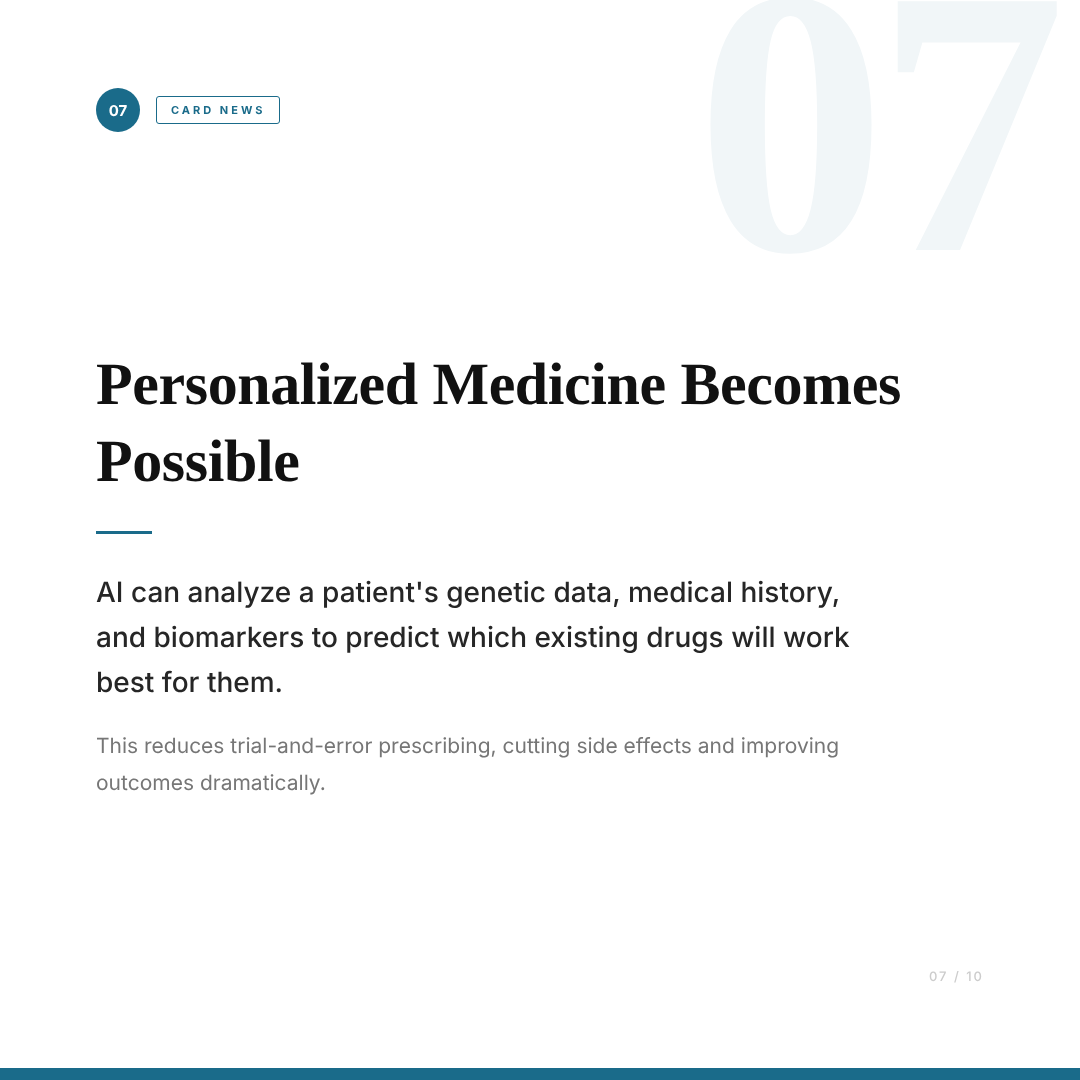 07
07
CARD NEWS
Personalized Medicine Becomes
Possible
AI can analyze a patient's genetic data, medical history,
and biomarkers to predict which existing drugs will work
best for them.
This reduces trial-and-error prescribing, cutting side effects and improving
outcomes dramatically.
07 / 10